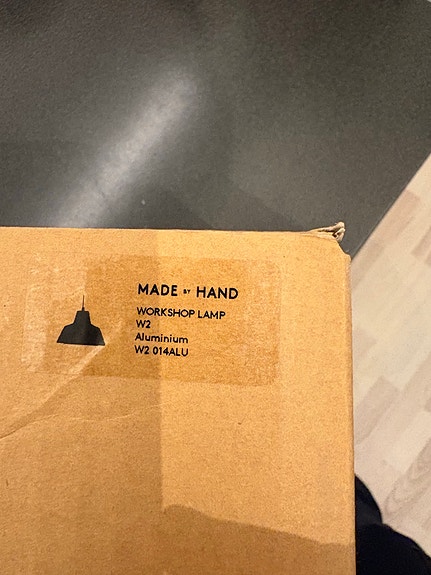 MADE BY HAND
WORKSHOP LAMP
W2
Aluminium
W2 014ALU